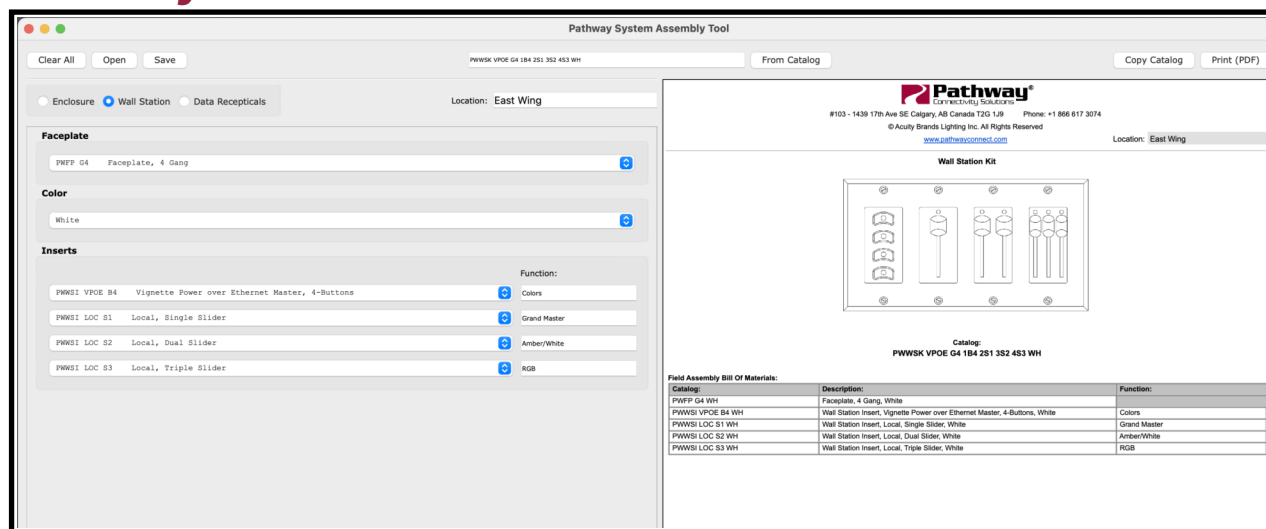 Pathway System Assembly Tool
Clear All Open Save PWWSK VPOE G4 1B4 2S1 3S2 4S3 WH From Catalog Copy Catalog Print (PDF)
Enclosure Wall Station Data Recepticals Location: East Wing
Faceplate
PWFP G4 Faceplate, 4 Gang
Color
White
Inserts
Function:
PWWSI VPOE B4 Vignette Power over Ethernet Master, 4-Buttons Colors
PWWSI LOC S1 Local, Single Slider Grand Master
PWWSI LOC S2 Local, Dual Slider Amber/White
PWWSI LOC S3 Local, Triple Slider RGB
Pathway®
Connectivity Solutions
#103 - 1439 17th Ave SE Calgary, AB Canada T2G 1J9 Phone: +1 866 617 3074
© Acuity Brands Lighting Inc. All Rights Reserved
www.pathwayconnect.com Location: East Wing
Wall Station Kit
Catalog:
PWWSK VPOE G4 1B4 2S1 3S2 4S3 WH
Field Assembly Bill Of Materials:
Catalog: Description: Function:
PWFP G4 WH Faceplate, 4 Gang, White
PWWSI VPOE B4 WH Wall Station Insert, Vignette Power over Ethernet Master, 4-Buttons, White Colors
PWWSI LOC S1 WH Wall Station Insert, Local, Single Slider, White Grand Master
PWWSI LOC S2 WH Wall Station Insert, Local, Dual Slider, White Amber/White
PWWSI LOC S3 WH Wall Station Insert, Local, Triple Slider, White RGB